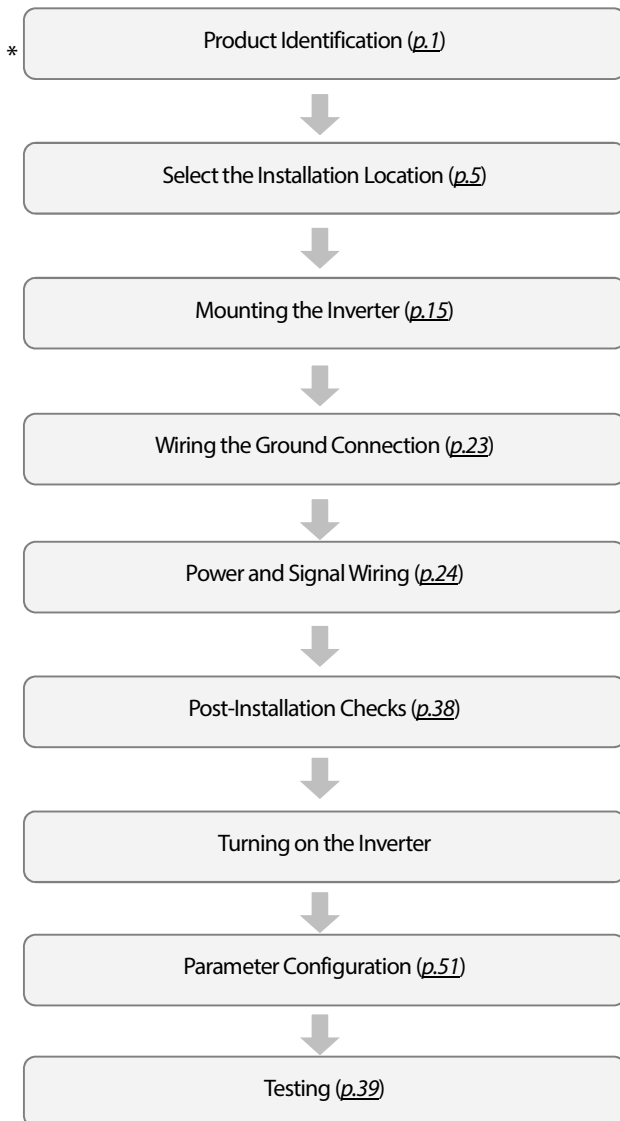 * Product Identification (p.1)
Select the Installation Location (p.5)
Mounting the Inverter (p.15)
Wiring the Ground Connection (p.23)
Power and Signal Wiring (p.24)
Post-Installation Checks (p.38)
Turning on the Inverter
Parameter Configuration (p.51)
Testing (p.39)